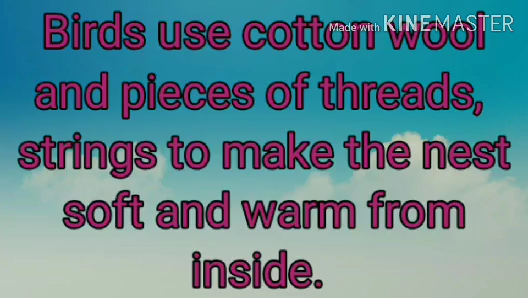 Made with KINEMASTER
Birds use cotton wool
and pieces of threads,
strings to make the nest
soft and warm from
inside.